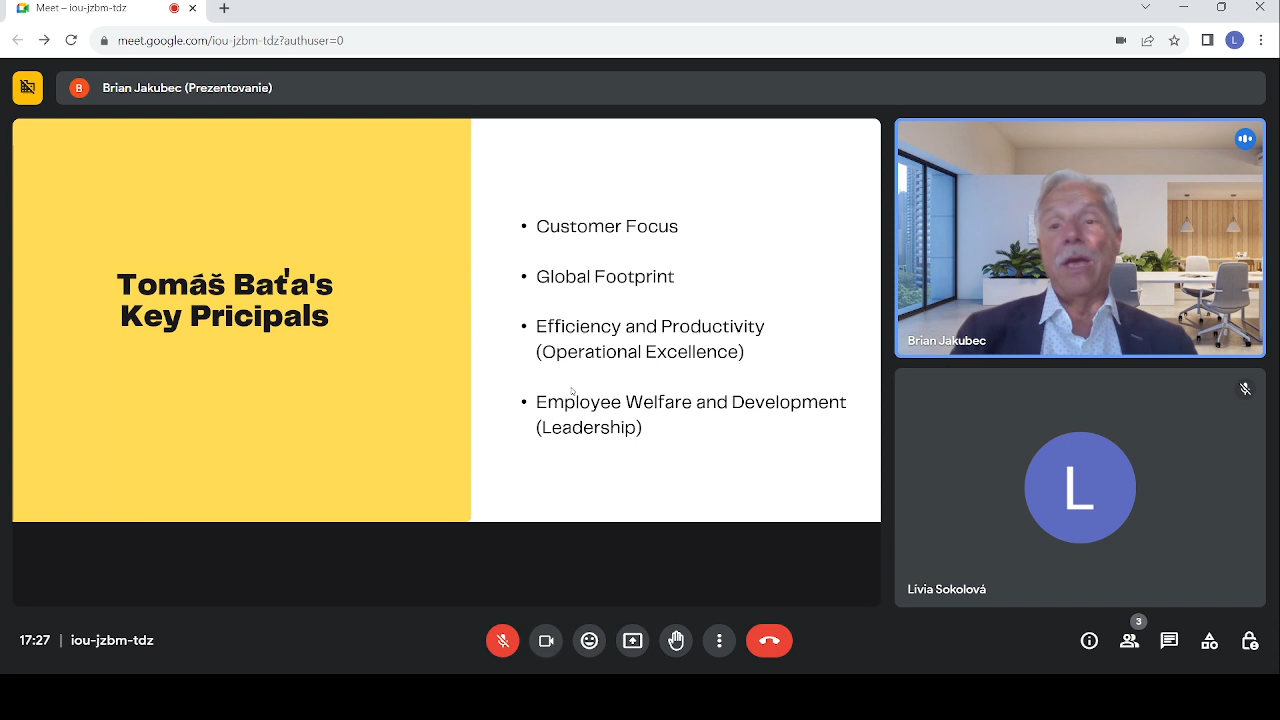 Meet – iou-jzbm-tdz
meet.google.com/iou-jzbm-tdz?authuser=0
L
B
Brian Jakubec (Prezentovanie)
Tomáš Baťa's
Key Pricipals
• Customer Focus
• Global Footprint
• Efficiency and Productivity
(Operational Excellence)
• Employee Welfare and Development
(Leadership)
Brian Jakubec
L
Lívia Sokolová
17:27 | iou-jzbm-tdz
3